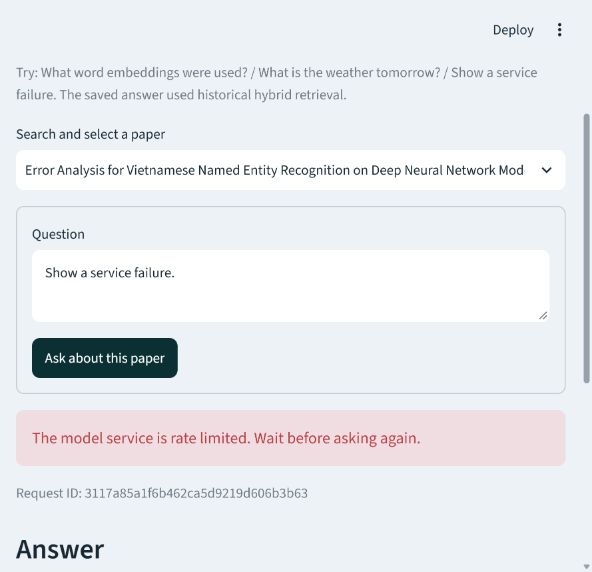 Deploy
Try: What word embeddings were used? / What is the weather tomorrow? / Show a service
failure. The saved answer used historical hybrid retrieval.
Search and select a paper
Error Analysis for Vietnamese Named Entity Recognition on Deep Neural Network Mod
Question
Show a service failure.
Ask about this paper
The model service is rate limited. Wait before asking again.
Request ID: 3117a85a1f6b462ca5d9219d606b3b63
Answer